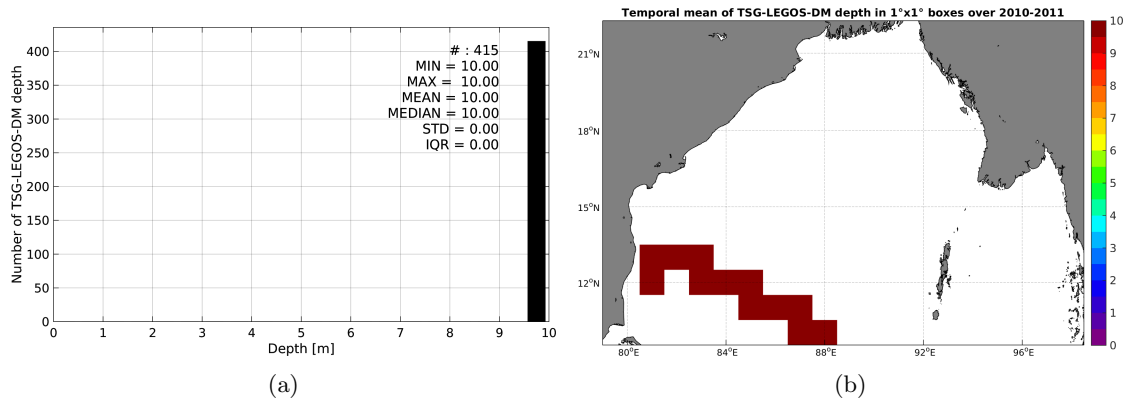 400
350
300
250
200
150
100
50
0
Number of TSG-LEGOS-DM depth
# : 415
MIN = 10.00
MAX = 10.00
MEAN = 10.00
MEDIAN = 10.00
STD = 0.00
IQR = 0.00
0 1 2 3 4 5 6 7 8 9 10
Depth [m]
(a)
Temporal mean of TSG-LEGOS-DM depth in 1°x1° boxes over 2010-2011
21°N
18°N
15°N
12°N
80°E 84°E 88°E 92°E 96°E
10
9
8
7
6
5
4
3
2
1
0
(b)